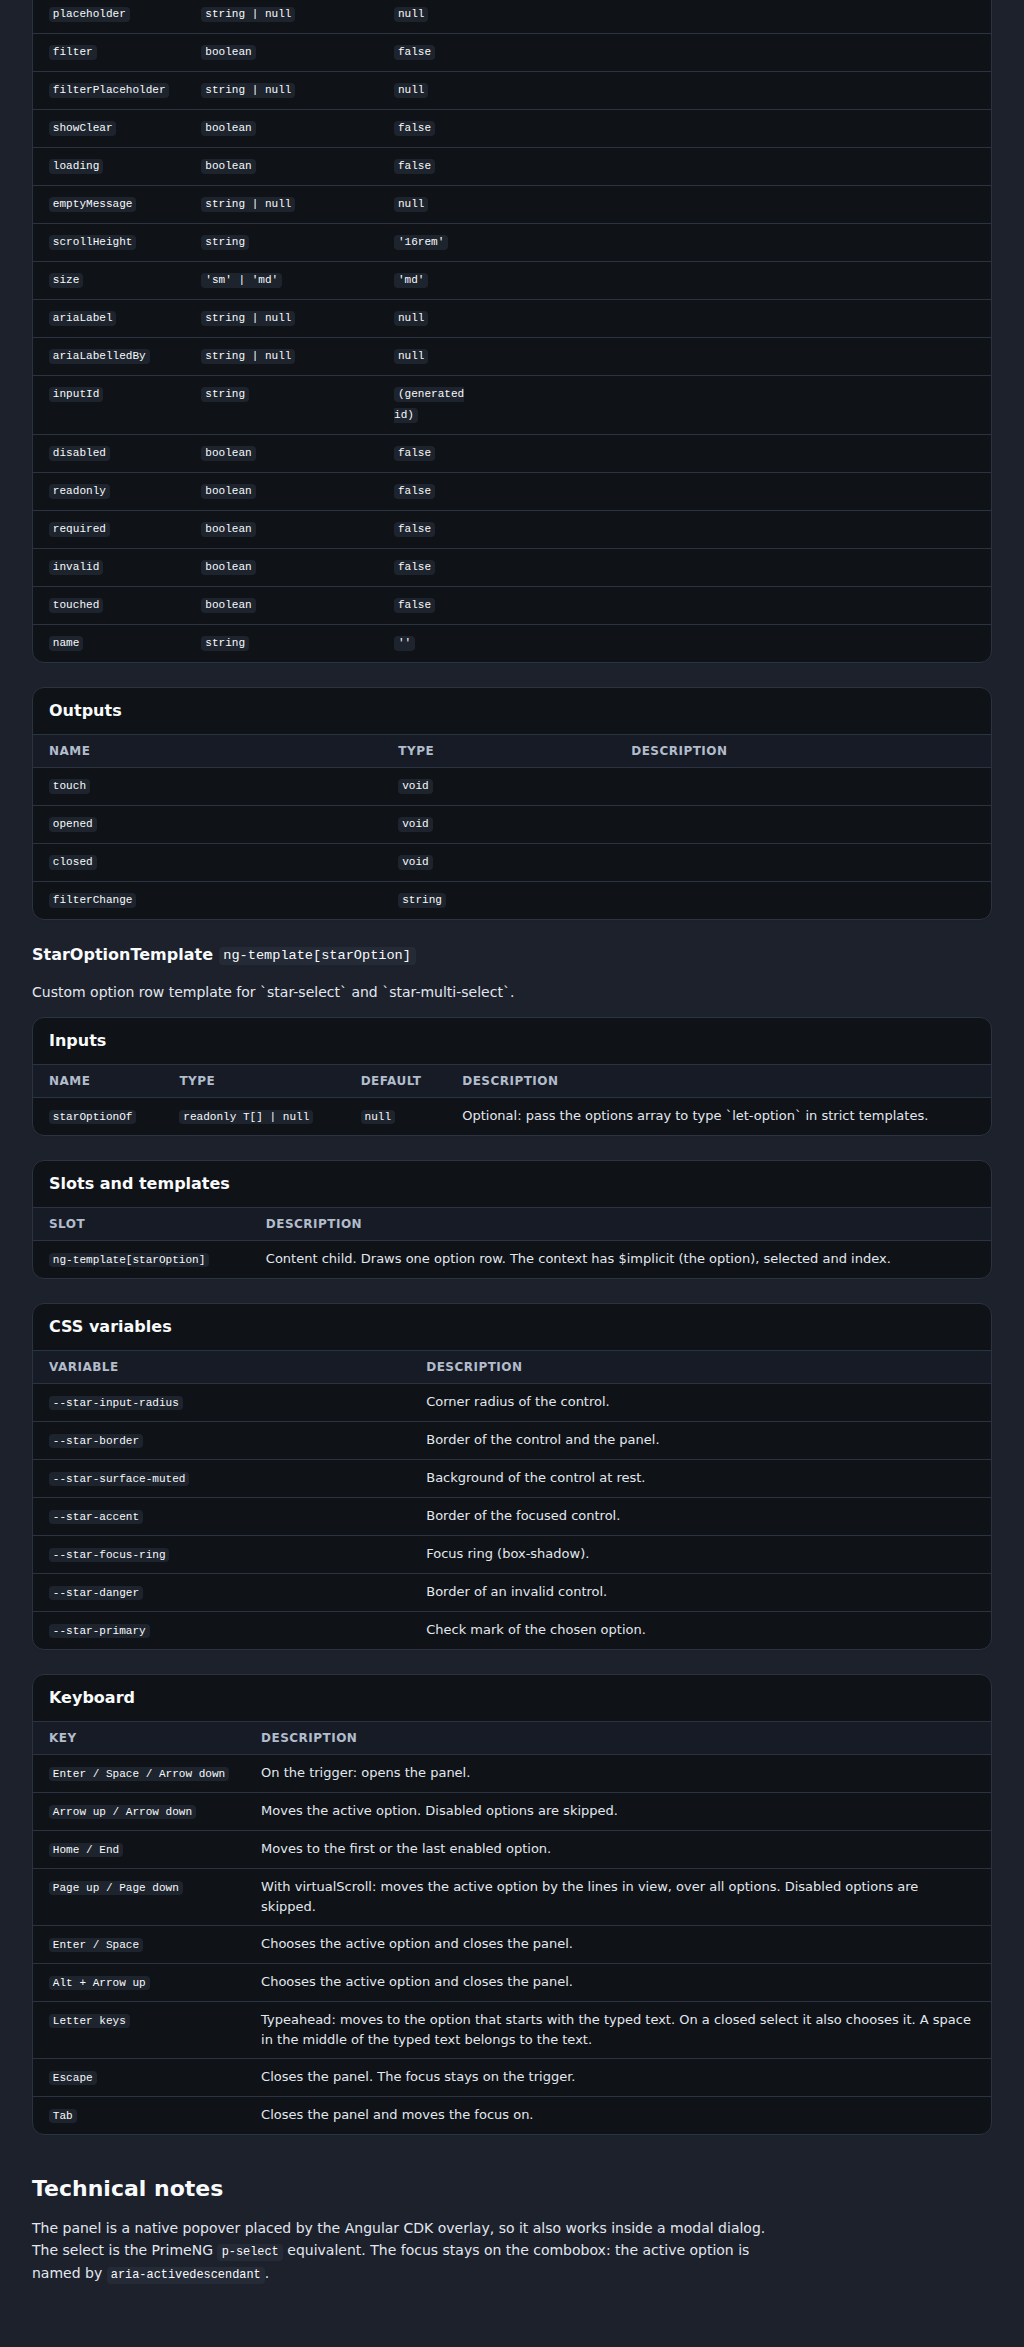 placeholder string | null null
filter boolean false
filterPlaceholder string | null null
showClear boolean false
loading boolean false
emptyMessage string | null null
scrollHeight string '16rem'
size 'sm' | 'md' 'md'
ariaLabel string | null null
ariaLabelledBy string | null null
inputId string (generated
id)
disabled boolean false
readonly boolean false
required boolean false
invalid boolean false
touched boolean false
name string ''
Outputs
NAME TYPE DESCRIPTION
touch void
opened void
closed void
filterChange string
StarOptionTemplate ng-template[starOption]
Custom option row template for `star-select` and `star-multi-select`.
Inputs
NAME TYPE DEFAULT DESCRIPTION
starOptionOf readonly T[] | null null Optional: pass the options array to type `let-option` in strict templates.
Slots and templates
SLOT DESCRIPTION
ng-template[starOption] Content child. Draws one option row. The context has $implicit (the option), selected and index.
CSS variables
VARIABLE DESCRIPTION
--star-input-radius Corner radius of the control.
--star-border Border of the control and the panel.
--star-surface-muted Background of the control at rest.
--star-accent Border of the focused control.
--star-focus-ring Focus ring (box-shadow).
--star-danger Border of an invalid control.
--star-primary Check mark of the chosen option.
Keyboard
KEY DESCRIPTION
Enter / Space / Arrow down On the trigger: opens the panel.
Arrow up / Arrow down Moves the active option. Disabled options are skipped.
Home / End Moves to the first or the last enabled option.
Page up / Page down With virtualScroll: moves the active option by the lines in view, over all options. Disabled options are
skipped.
Enter / Space Chooses the active option and closes the panel.
Alt + Arrow up Chooses the active option and closes the panel.
Letter keys Typeahead: moves to the option that starts with the typed text. On a closed select it also chooses it. A space
in the middle of the typed text belongs to the text.
Escape Closes the panel. The focus stays on the trigger.
Tab Closes the panel and moves the focus on.
Technical notes
The panel is a native popover placed by the Angular CDK overlay, so it also works inside a modal dialog.
The select is the PrimeNG p-select equivalent. The focus stays on the combobox: the active option is
named by aria-activedescendant.